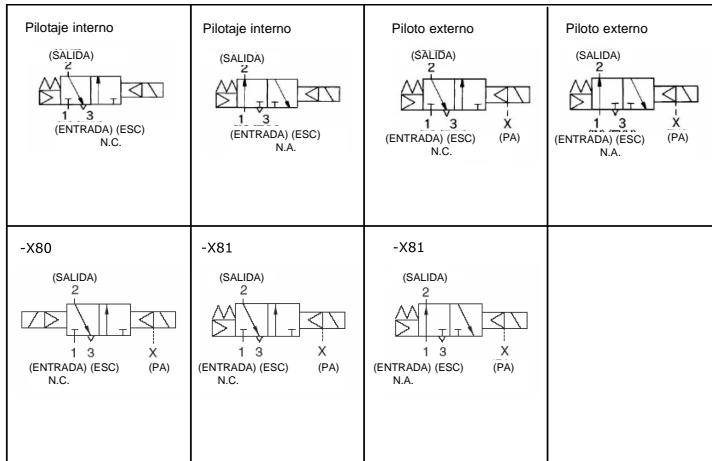 Pilotaje interno
(SALIDA)
2
1 3
(ENTRADA) (ESC)
N.C.
Pilotaje interno
(SALIDA)
2
1 3
(ENTRADA) (ESC)
N.A.
Piloto externo
(SALIDA)
2
1 3 X
(ENTRADA) (ESC) (PA)
N.C.
Piloto externo
(SALIDA)
2
1 3 X
(ENTRADA) (ESC) (PA)
N.A.
-X80
(SALIDA)
2
1 3 X
(ENTRADA) (ESC) (PA)
N.C.
-X81
(SALIDA)
2
1 3 X
(ENTRADA) (ESC) (PA)
N.C.
-X81
(SALIDA)
2
1 3 X
(ENTRADA) (ESC) (PA)
N.A.